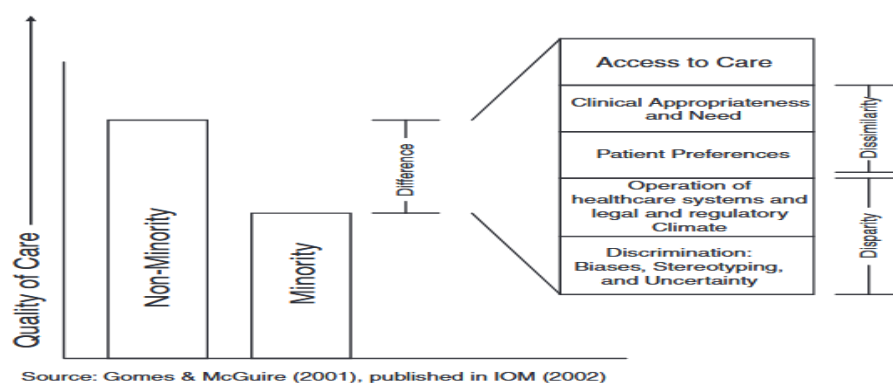 Quality of Care
Non-Minority
Minority
Difference
Access to Care
Clinical Appropriateness
and Need
Patient Preferences
Operation of
healthcare systems and
legal and regulatory
Climate
Discrimination:
Biases, Stereotyping,
and Uncertainty
Dissimilarity
Disparity
Source: Gomes & McGuire (2001), published in IOM (2002)